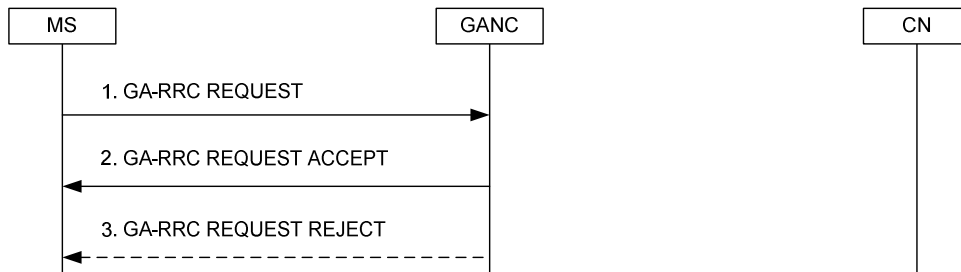 MS
GANC
CN
1. GA-RRC REQUEST
2. GA-RRC REQUEST ACCEPT
3. GA-RRC REQUEST REJECT